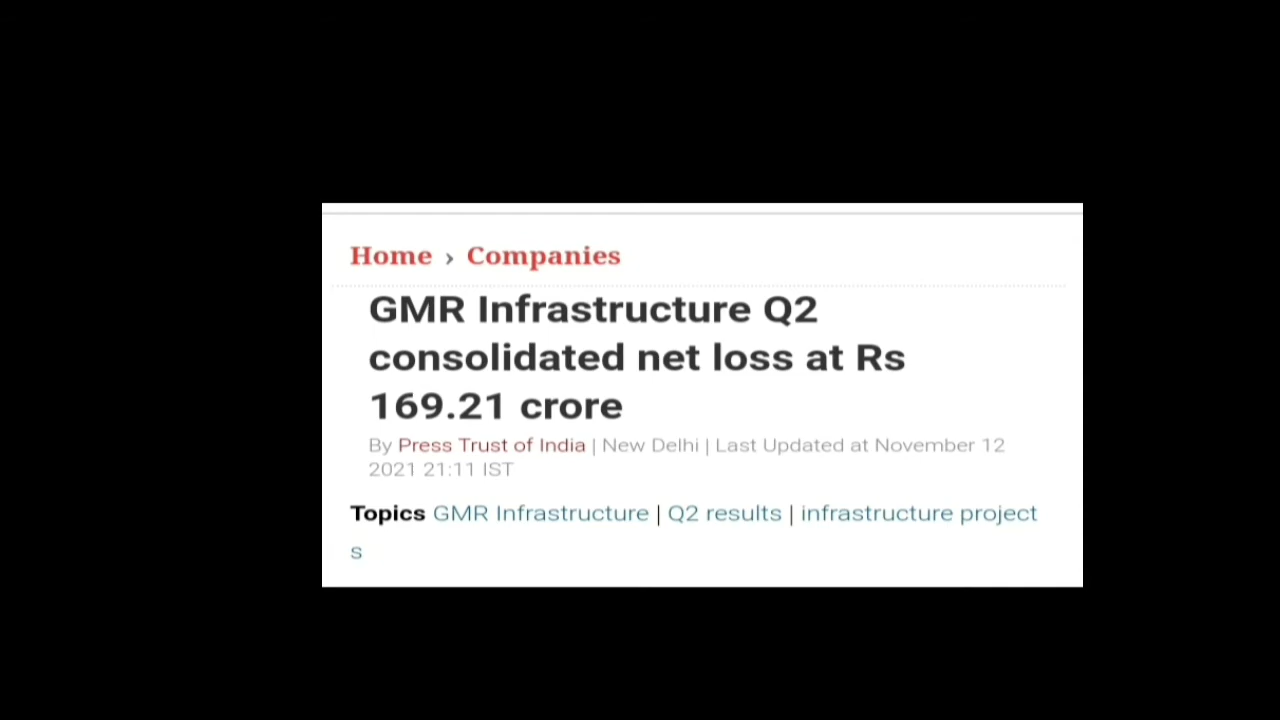 Home › Companies
GMR Infrastructure Q2
consolidated net loss at Rs
169.21 crore
By Press Trust of India | New Delhi | Last Updated at November 12
2021 21:11 IST
Topics GMR Infrastructure | Q2 results | infrastructure project
s